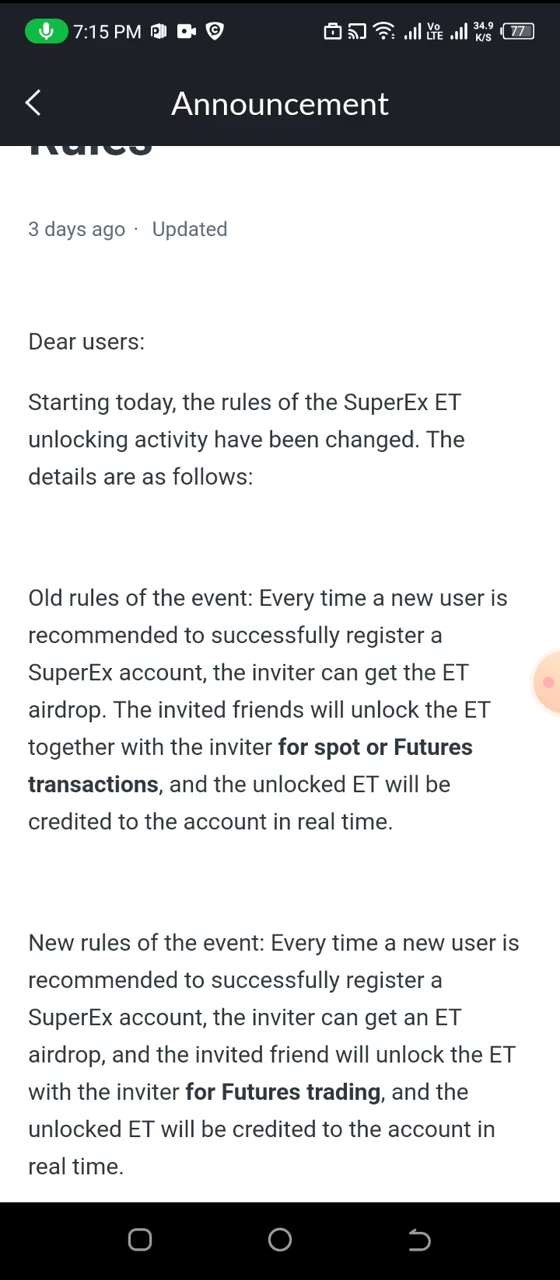 7:15 PM
Vo LTE 34.9 K/S 77
Announcement
Rules
3 days ago · Updated
Dear users:
Starting today, the rules of the SuperEx ET
unlocking activity have been changed. The
details are as follows:
Old rules of the event: Every time a new user is
recommended to successfully register a
SuperEx account, the inviter can get the ET
airdrop. The invited friends will unlock the ET
together with the inviter for spot or Futures
transactions, and the unlocked ET will be
credited to the account in real time.
New rules of the event: Every time a new user is
recommended to successfully register a
SuperEx account, the inviter can get an ET
airdrop, and the invited friend will unlock the ET
with the inviter for Futures trading, and the
unlocked ET will be credited to the account in
real time.